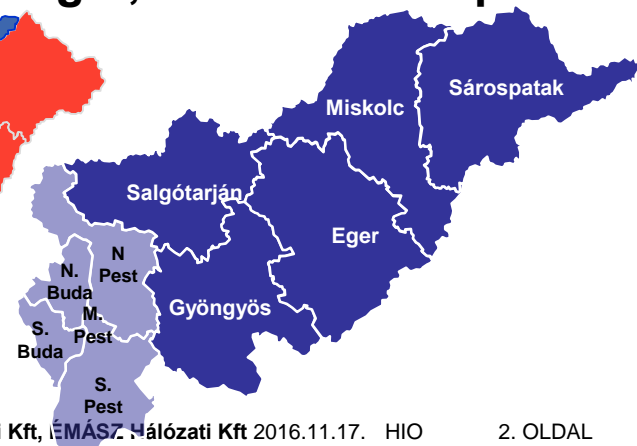 Sárospatak
Miskolc
Salgótarján
Eger
N
Pest
N.
Buda
Gyöngyös
M.
Pest
S.
Buda
S.
Pest
i Kft, ÉMÁSZ Hálózati Kft 2016.11.17. HIO 2. OLDAL